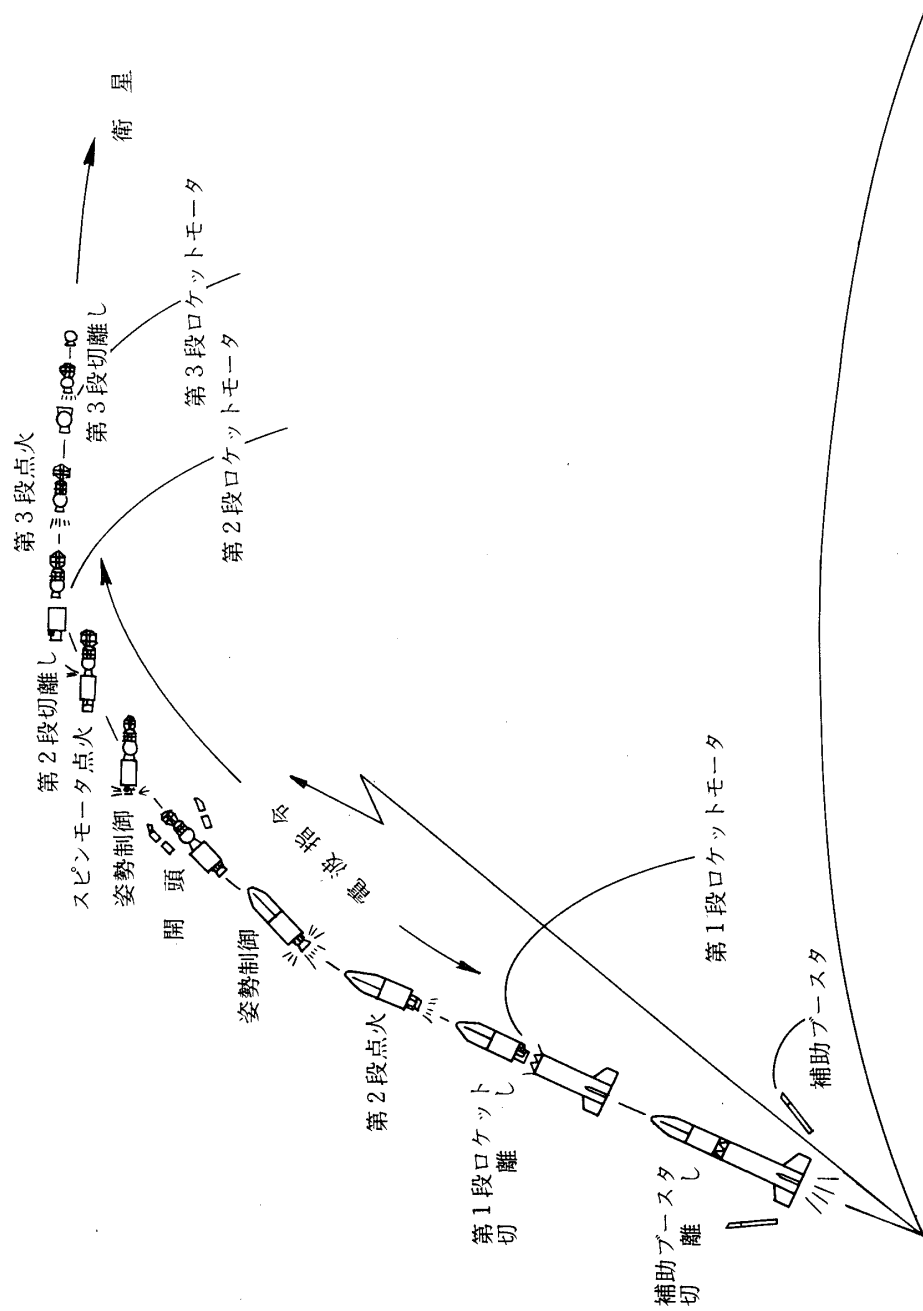 補助ブースタ
切離し
補助ブースタ
第1段ロケット
切離し
第1段ロケットモータ
第2段点火
姿勢制御
電波指令
開頭
姿勢制御
スピンモータ点火
第2段切離し
第2段ロケットモータ
第3段点火
第3段切離し
第3段ロケットモータ
衛星